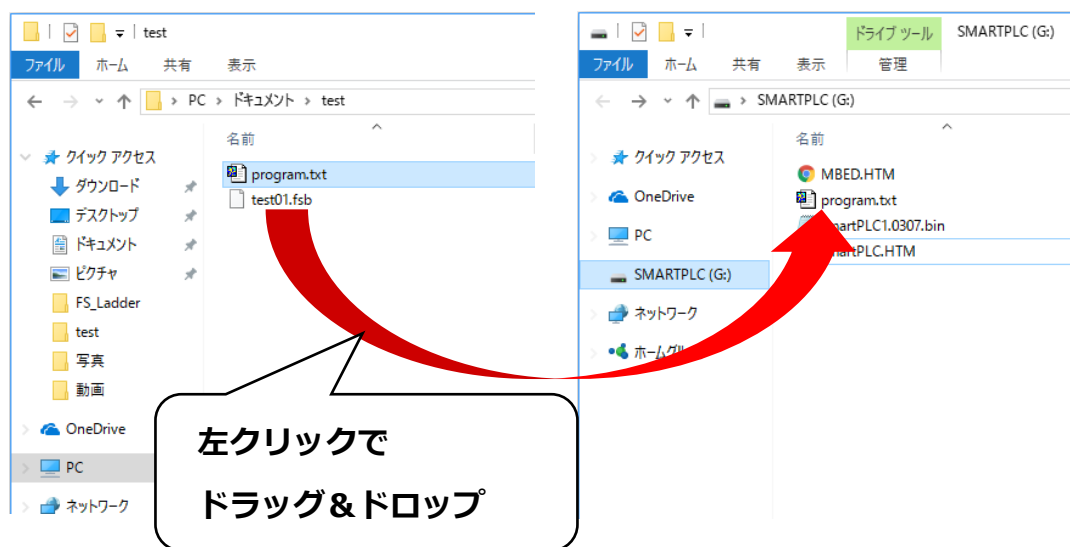 test
ファイル ホーム 共有 表示
PC › ドキュメント › test
名前
クイック アクセス
program.txt
ダウンロード
test01.fsb
デスクトップ
ドキュメント
ピクチャ
FS_Ladder
test
写真
動画
OneDrive
PC
ネットワーク
ドライブ ツール SMARTPLC (G:)
ファイル ホーム 共有 表示 管理
SMARTPLC (G:)
名前
クイック アクセス
MBED.HTM
OneDrive
program.txt
PC
artPLC1.0307.bin
artPLC.HTM
SMARTPLC (G:)
ネットワーク
左クリックで
ドラッグ＆ドロップ